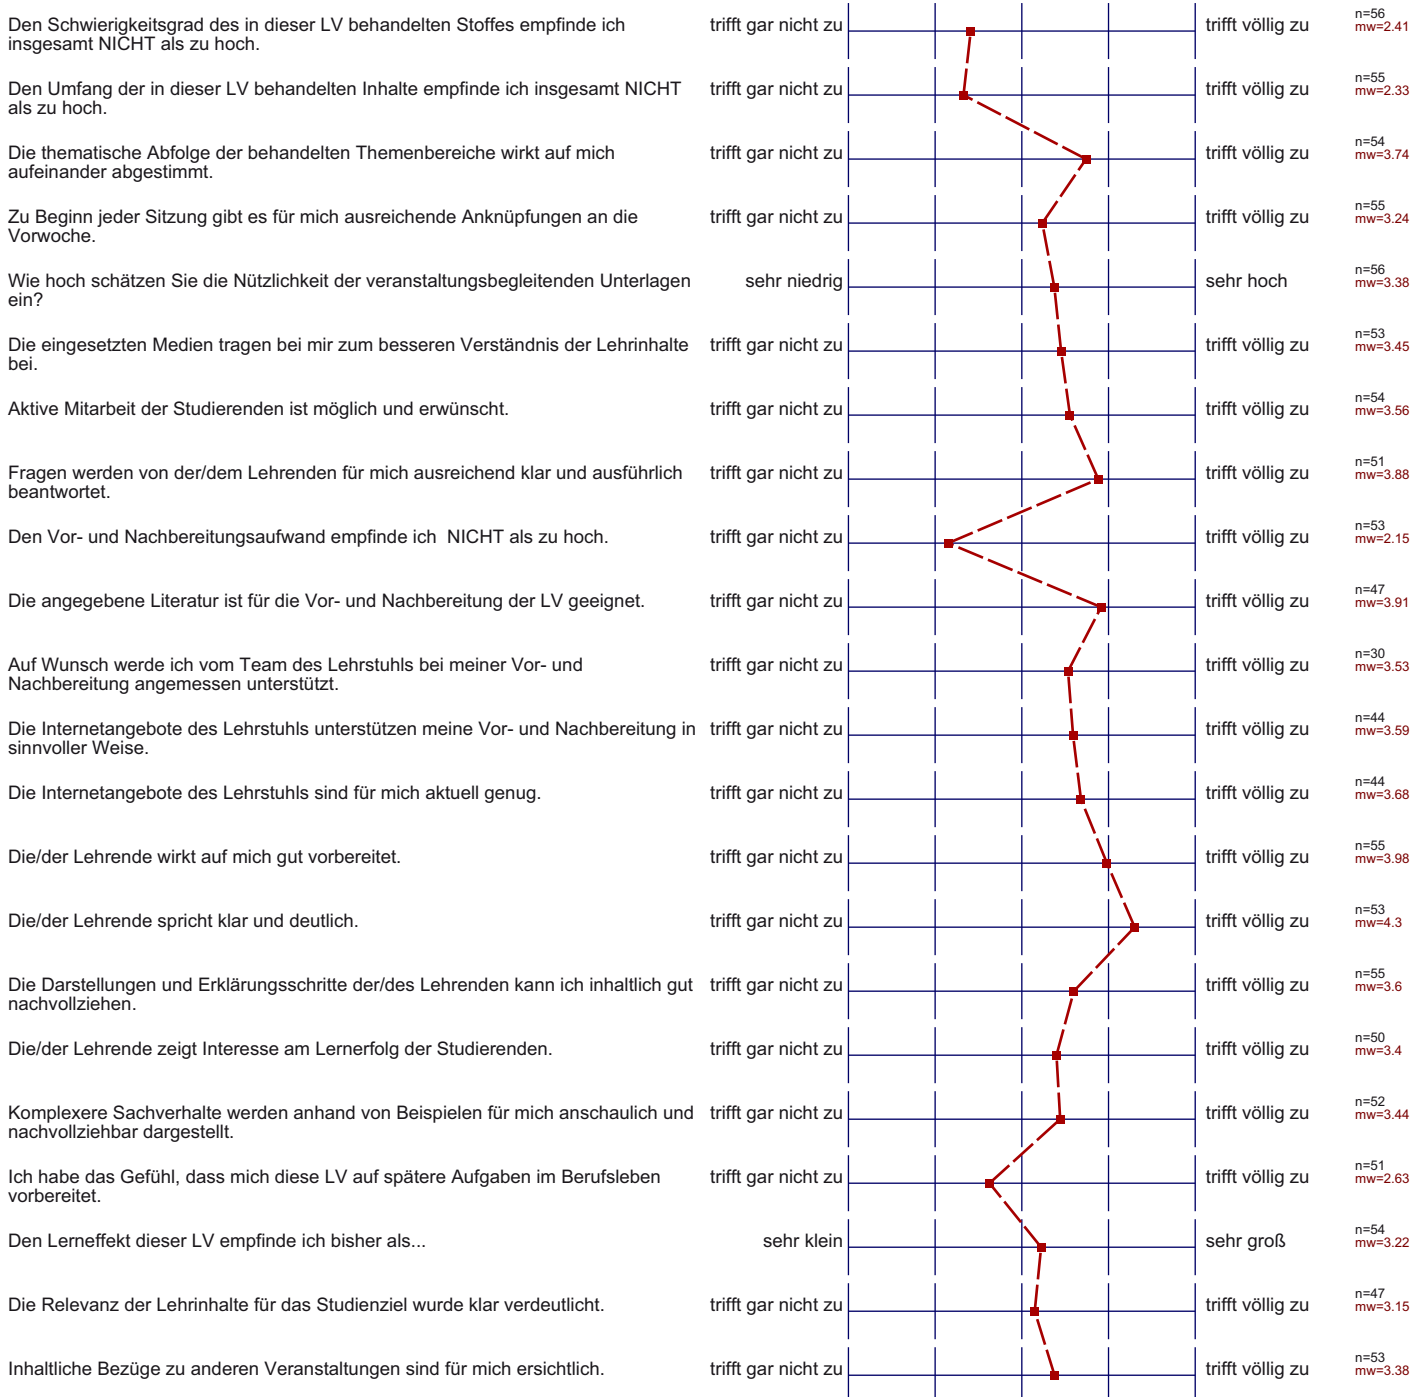 Den Schwierigkeitsgrad des in dieser LV behandelten Stoffes empfinde ich
insgesamt NICHT als zu hoch.
trifft gar nicht zu
trifft völlig zu
n=56
mw=2.41
Den Umfang der in dieser LV behandelten Inhalte empfinde ich insgesamt NICHT
als zu hoch.
trifft gar nicht zu
trifft völlig zu
n=55
mw=2.33
Die thematische Abfolge der behandelten Themenbereiche wirkt auf mich
aufeinander abgestimmt.
trifft gar nicht zu
trifft völlig zu
n=54
mw=3.74
Zu Beginn jeder Sitzung gibt es für mich ausreichende Anknüpfungen an die
Vorwoche.
trifft gar nicht zu
trifft völlig zu
n=55
mw=3.24
Wie hoch schätzen Sie die Nützlichkeit der veranstaltungsbegleitenden Unterlagen
ein?
sehr niedrig
sehr hoch
n=56
mw=3.38
Die eingesetzten Medien tragen bei mir zum besseren Verständnis der Lehrinhalte
bei.
trifft gar nicht zu
trifft völlig zu
n=53
mw=3.45
Aktive Mitarbeit der Studierenden ist möglich und erwünscht.
trifft gar nicht zu
trifft völlig zu
n=54
mw=3.56
Fragen werden von der/dem Lehrenden für mich ausreichend klar und ausführlich
beantwortet.
trifft gar nicht zu
trifft völlig zu
n=51
mw=3.88
Den Vor- und Nachbereitungsaufwand empfinde ich  NICHT als zu hoch.
trifft gar nicht zu
trifft völlig zu
n=53
mw=2.15
Die angegebene Literatur ist für die Vor- und Nachbereitung der LV geeignet.
trifft gar nicht zu
trifft völlig zu
n=47
mw=3.91
Auf Wunsch werde ich vom Team des Lehrstuhls bei meiner Vor- und
Nachbereitung angemessen unterstützt.
trifft gar nicht zu
trifft völlig zu
n=30
mw=3.53
Die Internetangebote des Lehrstuhls unterstützen meine Vor- und Nachbereitung in
sinnvoller Weise.
trifft gar nicht zu
trifft völlig zu
n=44
mw=3.59
Die Internetangebote des Lehrstuhls sind für mich aktuell genug.
trifft gar nicht zu
trifft völlig zu
n=44
mw=3.68
Die/der Lehrende wirkt auf mich gut vorbereitet.
trifft gar nicht zu
trifft völlig zu
n=55
mw=3.98
Die/der Lehrende spricht klar und deutlich.
trifft gar nicht zu
trifft völlig zu
n=53
mw=4.3
Die Darstellungen und Erklärungsschritte der/des Lehrenden kann ich inhaltlich gut
nachvollziehen.
trifft gar nicht zu
trifft völlig zu
n=55
mw=3.6
Die/der Lehrende zeigt Interesse am Lernerfolg der Studierenden.
trifft gar nicht zu
trifft völlig zu
n=50
mw=3.4
Komplexere Sachverhalte werden anhand von Beispielen für mich anschaulich und
nachvollziehbar dargestellt.
trifft gar nicht zu
trifft völlig zu
n=52
mw=3.44
Ich habe das Gefühl, dass mich diese LV auf spätere Aufgaben im Berufsleben
vorbereitet.
trifft gar nicht zu
trifft völlig zu
n=51
mw=2.63
Den Lerneffekt dieser LV empfinde ich bisher als...
sehr klein
sehr groß
n=54
mw=3.22
Die Relevanz der Lehrinhalte für das Studienziel wurde klar verdeutlicht.
trifft gar nicht zu
trifft völlig zu
n=47
mw=3.15
Inhaltliche Bezüge zu anderen Veranstaltungen sind für mich ersichtlich.
trifft gar nicht zu
trifft völlig zu
n=53
mw=3.38